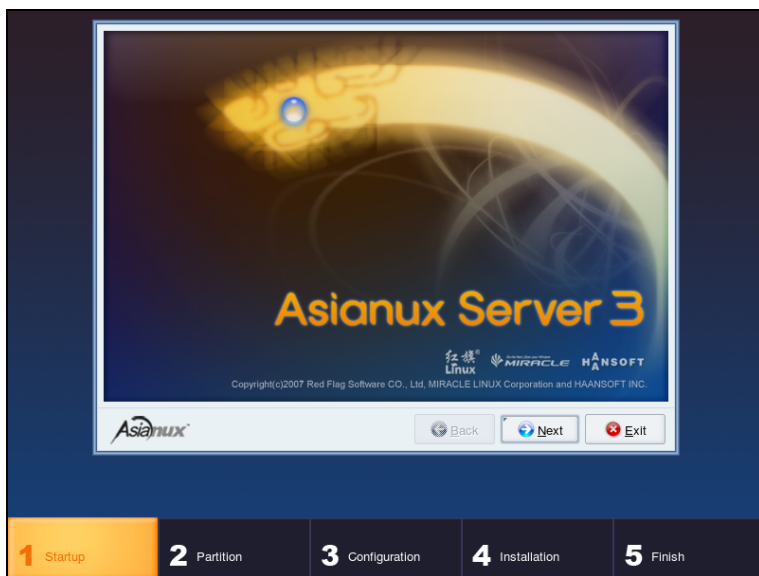 Asianux Server 3
红旗® Linux MIRACLE HAANSOFT
Copyright(c)2007 Red Flag Software CO., Ltd, MIRACLE LINUX Corporation and HAANSOFT INC.
Asianux
Back Next Exit
1 Startup 2 Partition 3 Configuration 4 Installation 5 Finish